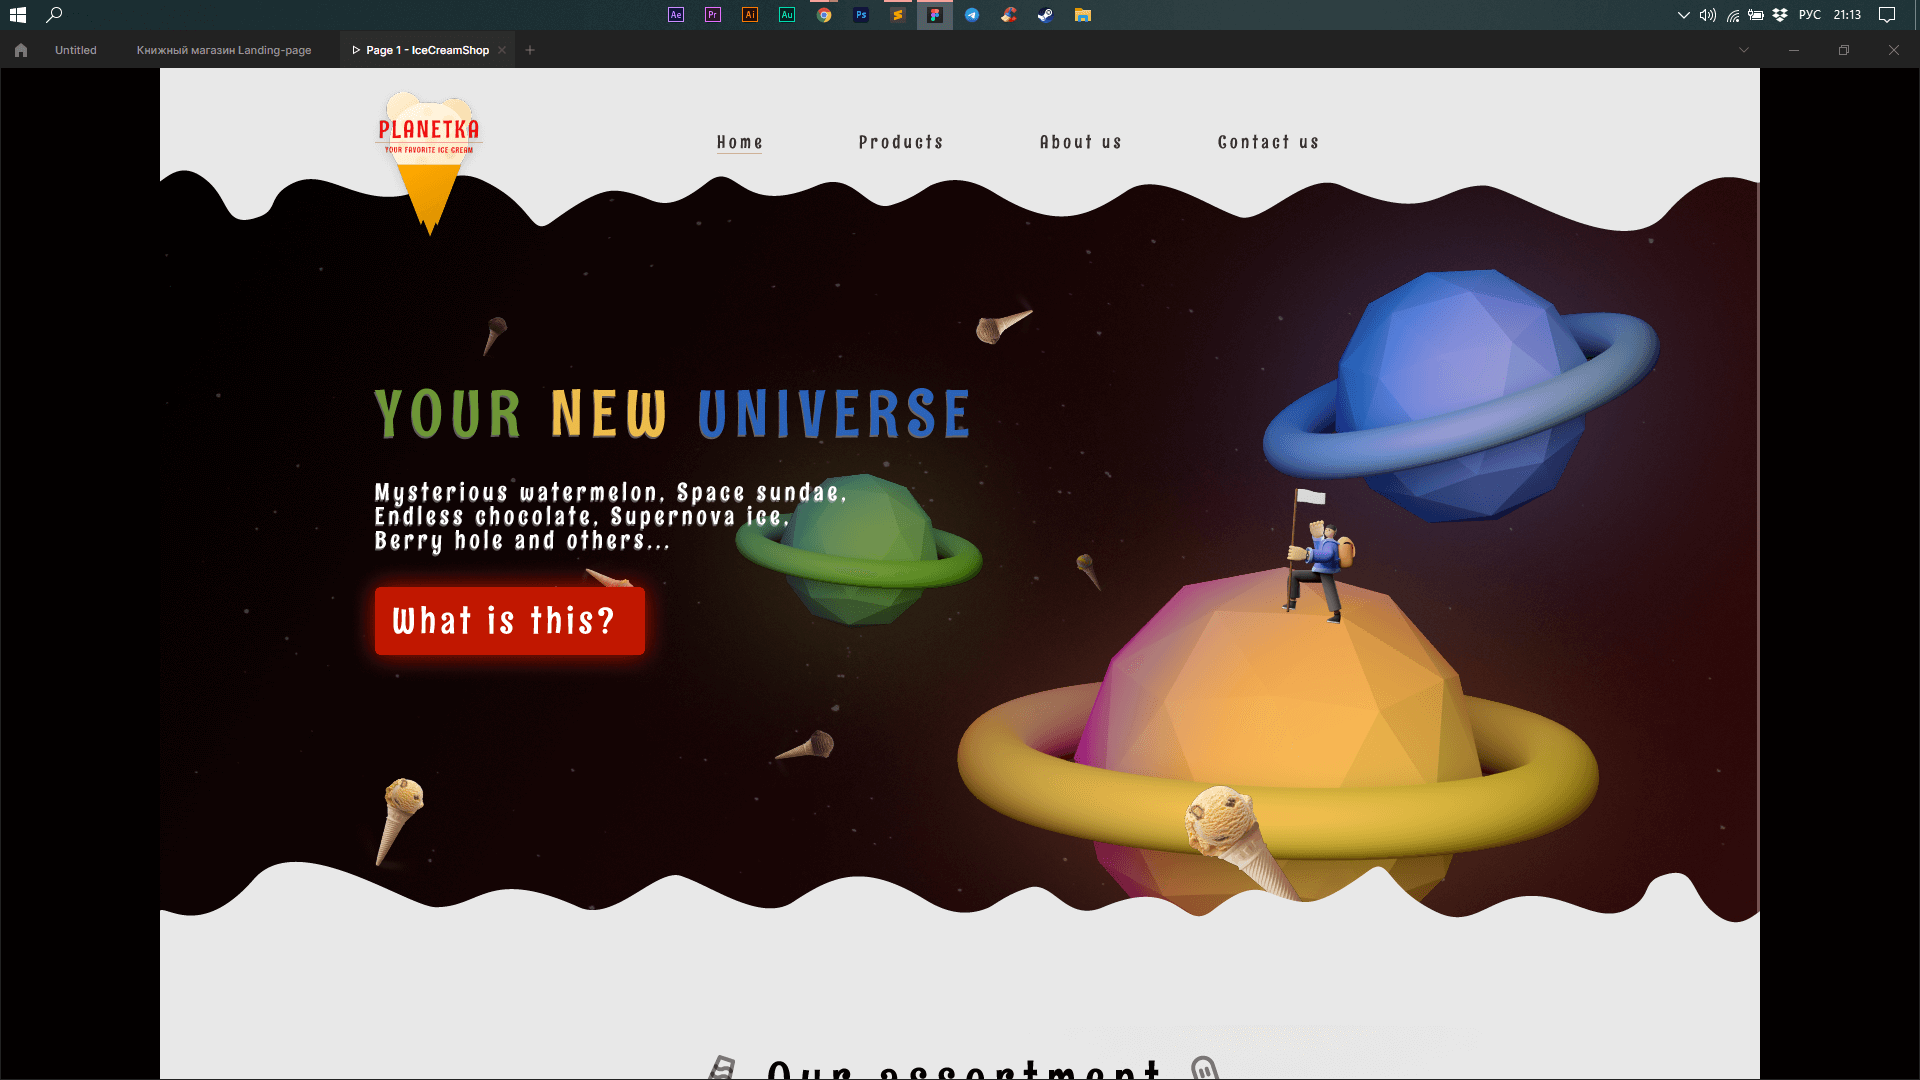 Ae Pr Ai Au Ps
РУС 21:13
Untitled
Книжный магазин Landing-page
Page 1 - IceCreamShop
PLANETKA
YOUR FAVORITE ICE CREAM
Home
Products
About us
Contact us
YOUR NEW UNIVERSE
Mysterious watermelon, Space sundae,
Endless chocolate, Supernova ice,
Berry hole and others...
What is this?
Our assortment